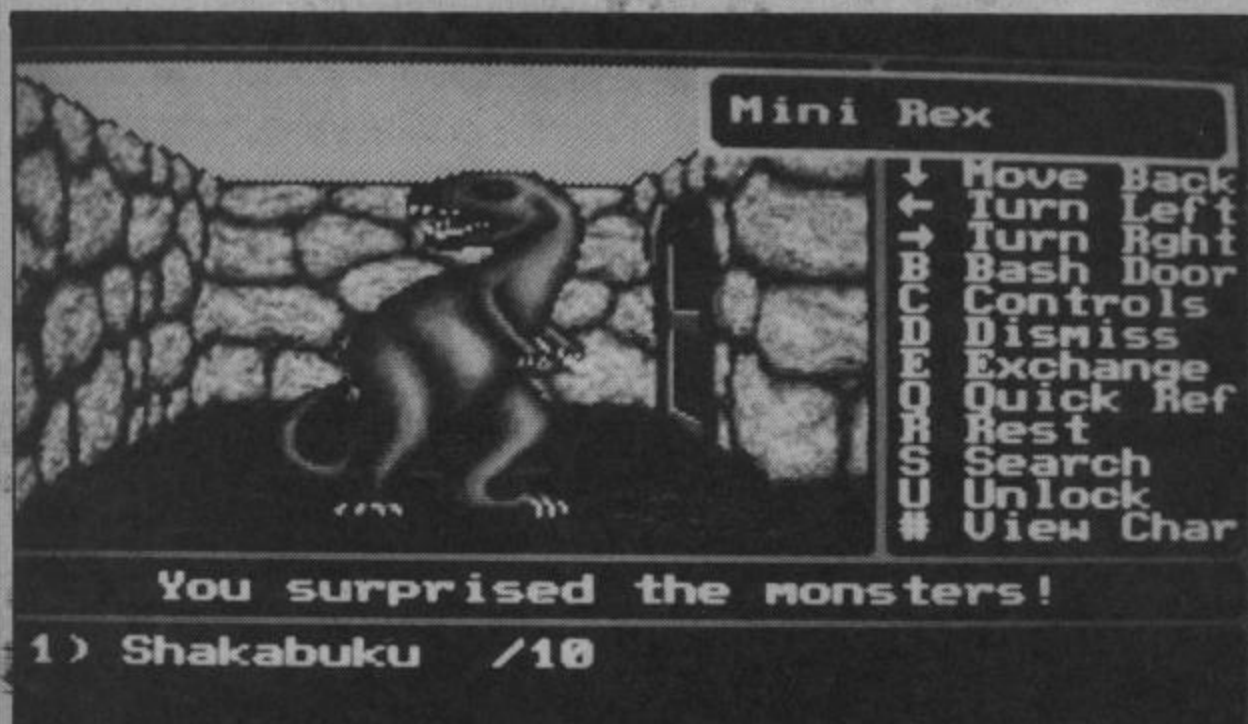 Mini Rex
↓ Move Back
← Turn Left
→ Turn Rght
B Bash Door
C Controls
D Dismiss
E Exchange
Q Quick Ref
R Rest
S Search
U Unlock
# View Char
You surprised the monsters!
1) Shakabuku /10